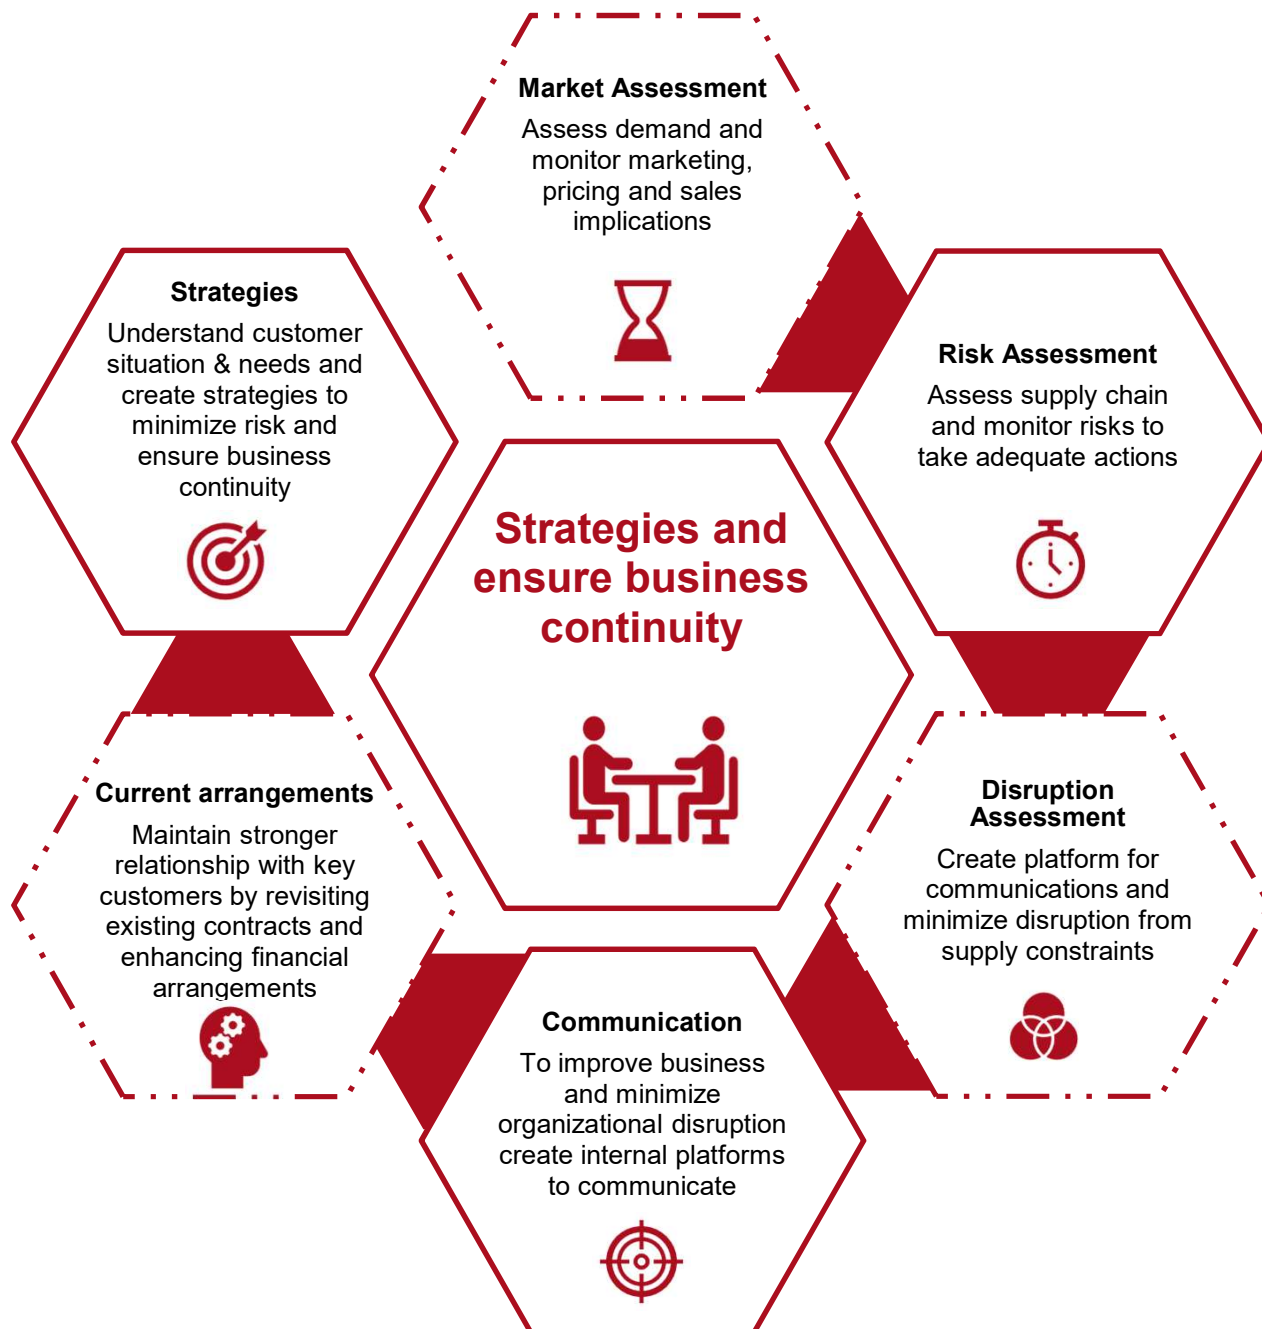 Market Assessment
Assess demand and
monitor marketing,
pricing and sales
implications
Strategies
Understand customer
situation & needs and
create strategies to
minimize risk and
ensure business
continuity
Risk Assessment
Assess supply chain
and monitor risks to
take adequate actions
Strategies and
ensure business
continuity
Current arrangements
Maintain stronger
relationship with key
customers by revisiting
existing contracts and
enhancing financial
arrangements
Disruption
Assessment
Create platform for
communications and
minimize disruption from
supply constraints
Communication
To improve business
and minimize
organizational disruption
create internal platforms
to communicate